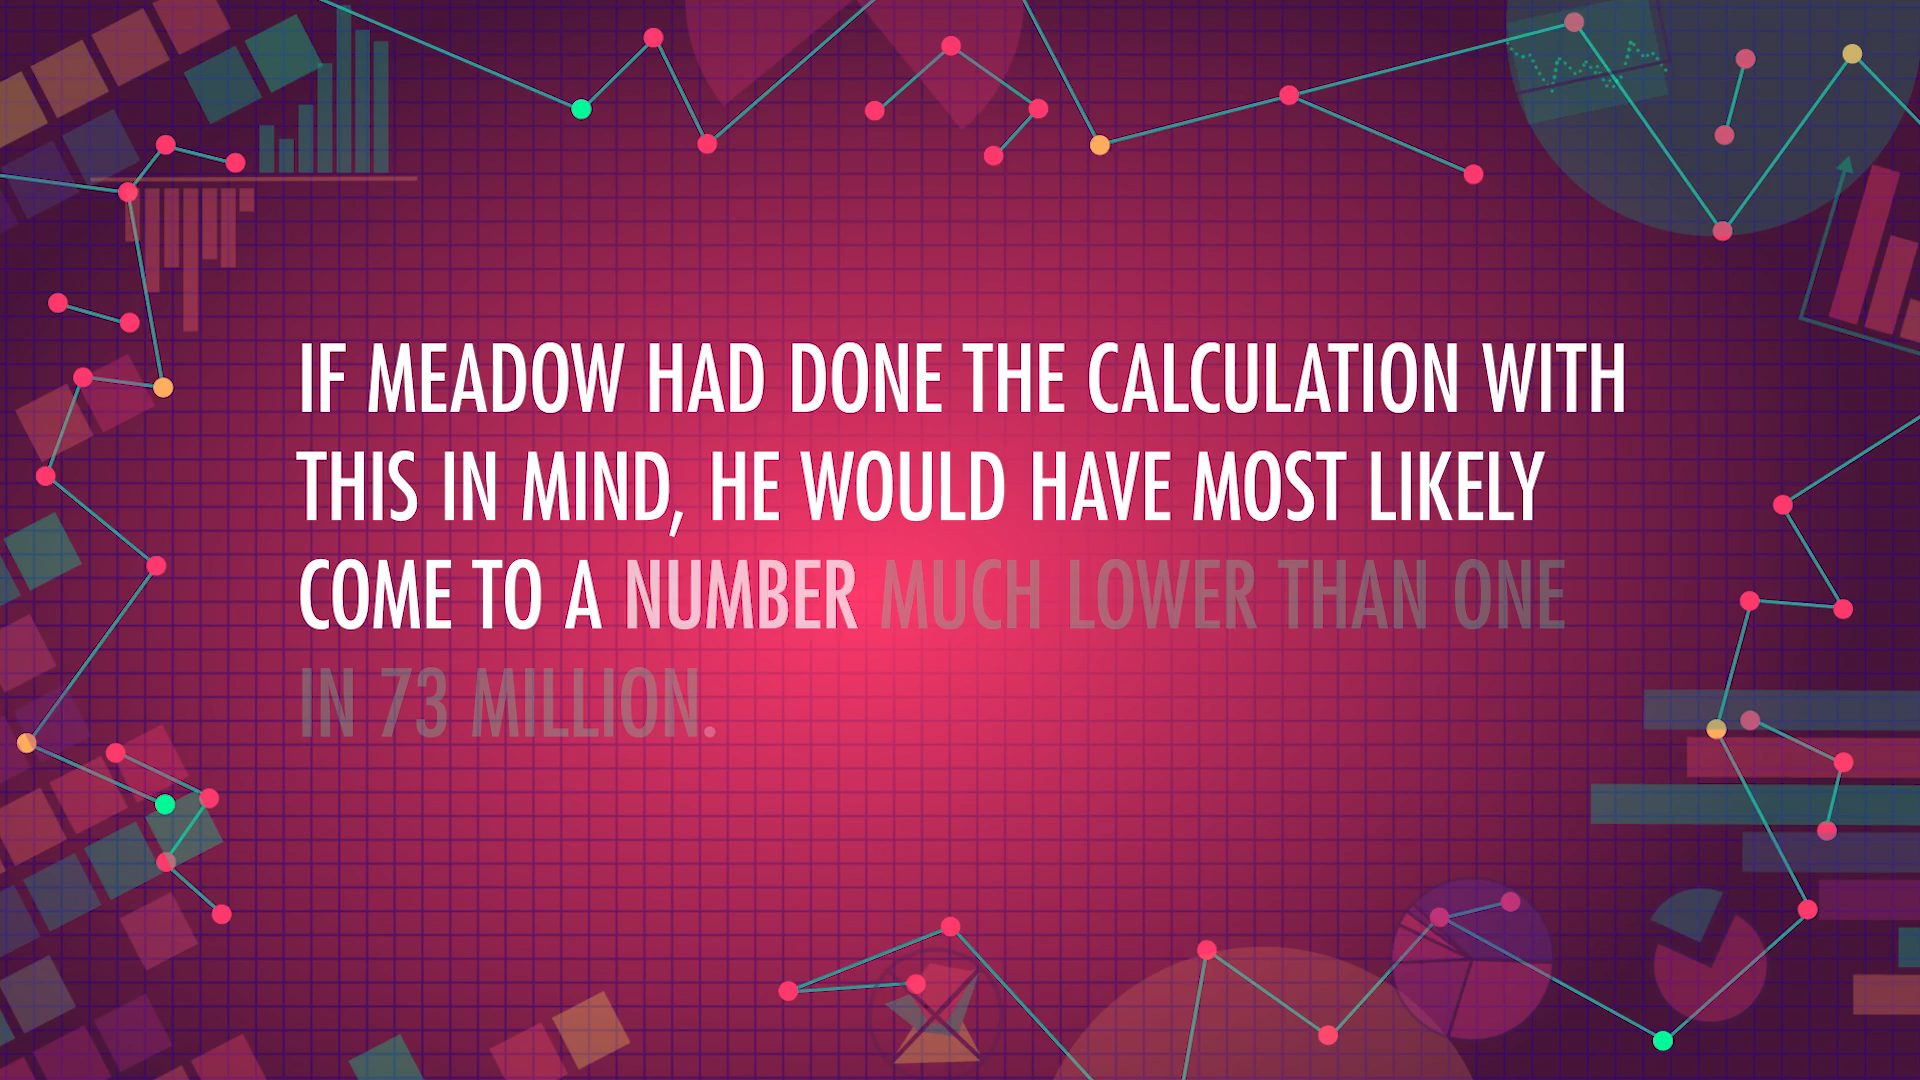 IF MEADOW HAD DONE THE CALCULATION WITH
THIS IN MIND, HE WOULD HAVE MOST LIKELY
COME TO A NUMBER MUCH LOWER THAN ONE
IN 73 MILLION.